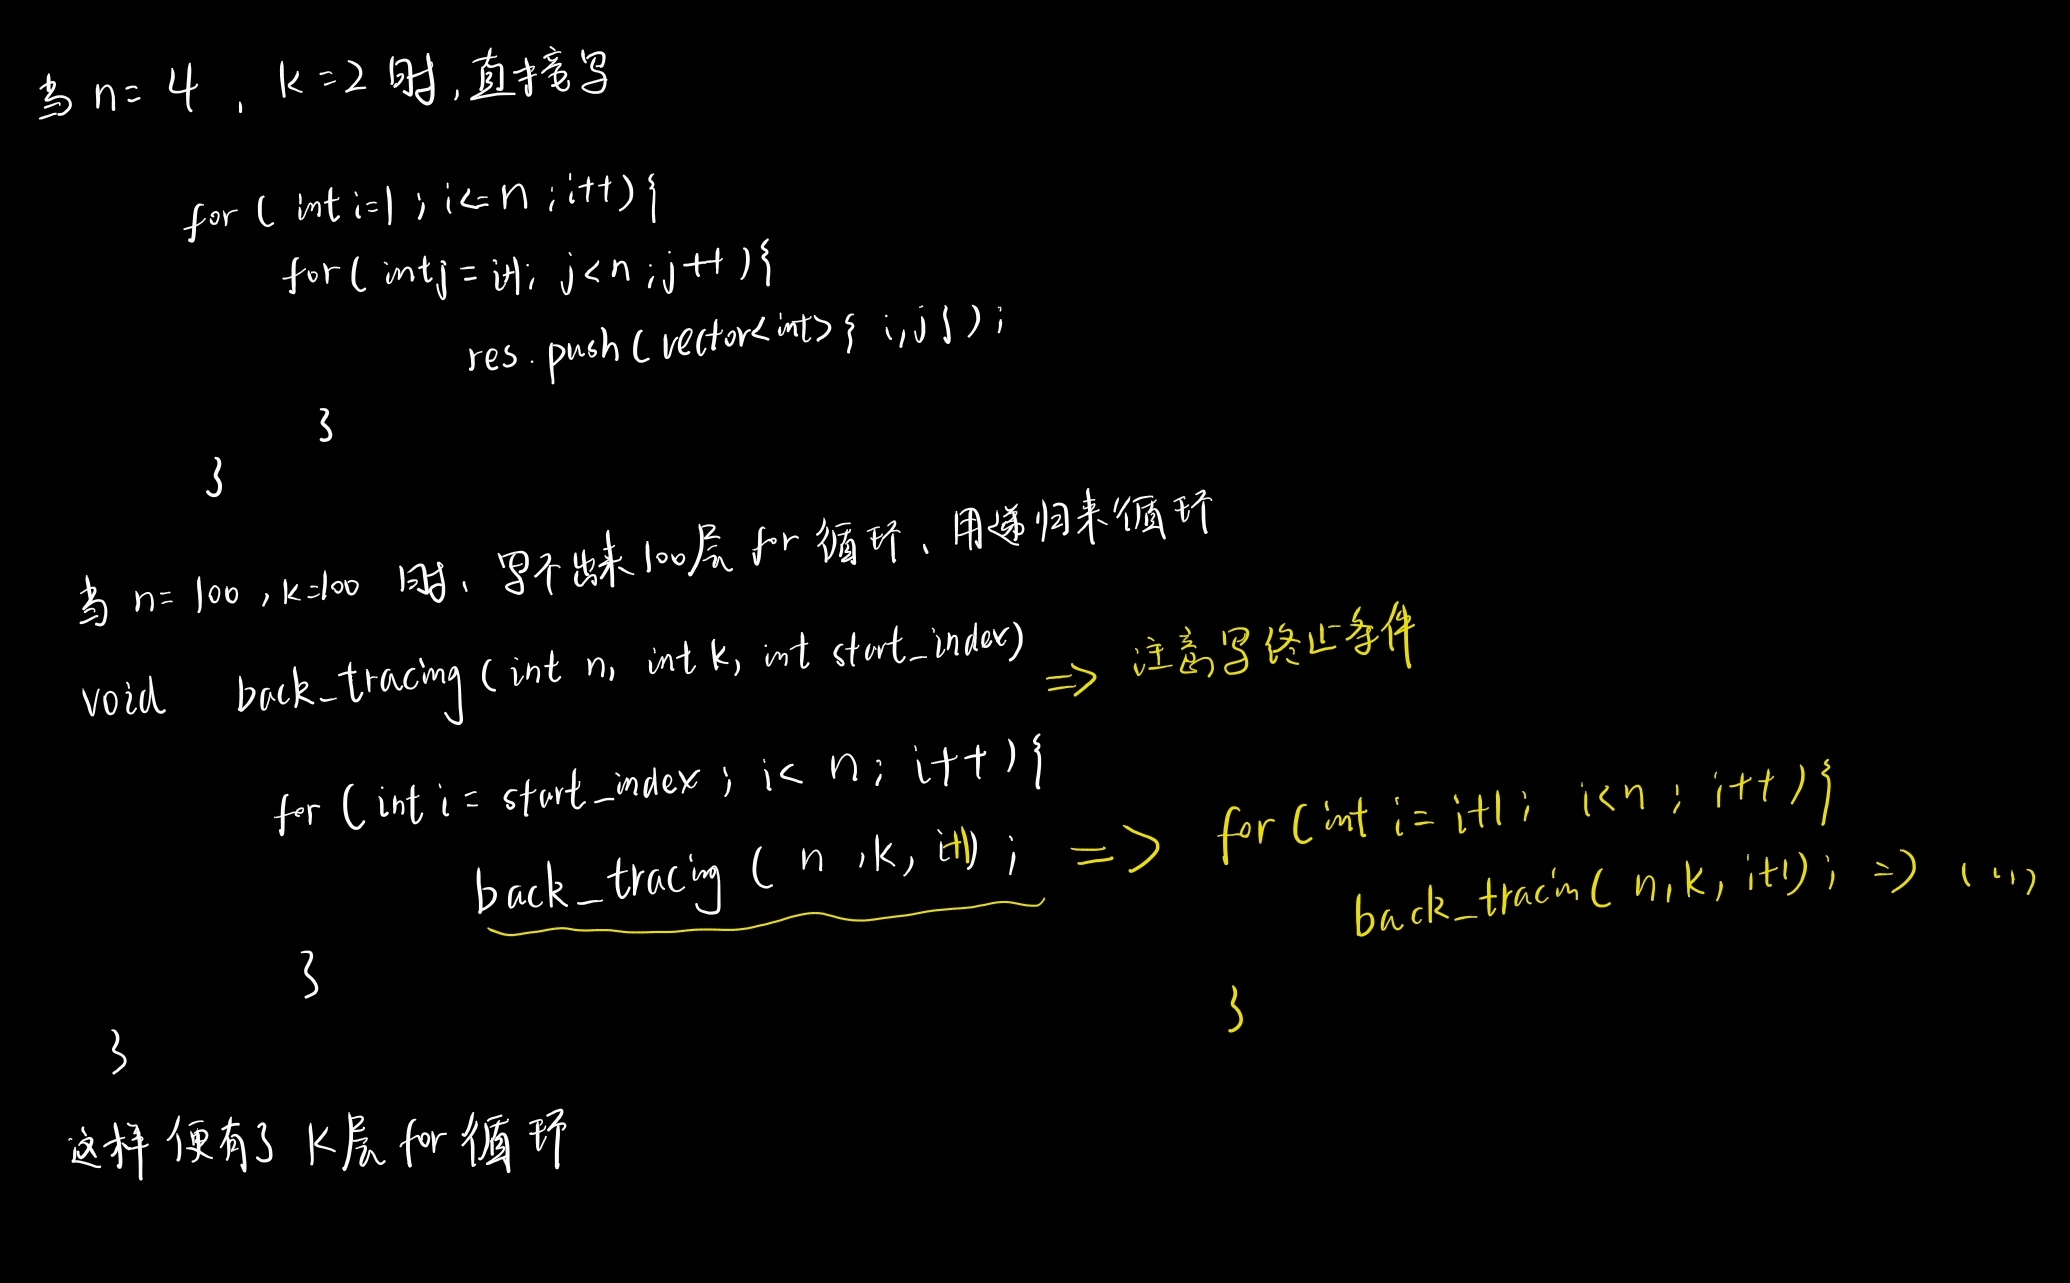 当 n = 4 , k = 2 时,直接写
for ( int i=1 ; i<= n ; i++ ){
for( int j = i+1; j<n ; j++ ){
res.push(vector<int>{ i,j });
}
}
当 n= 100 , k=100 时、写不出来100层 for 循环、用递归来循环
void back_tracing ( int n, int k, int start_index) => 注意写终止条件
for ( int i = start_index ; i< n ; i++ ){
back_tracing ( n , k, i+1) ; => for ( int i = i+1 ; i<n ; i++ ){
back_tracin( n, k, i+1) ; =>
}
}
}
这样便有了 K层 for 循环